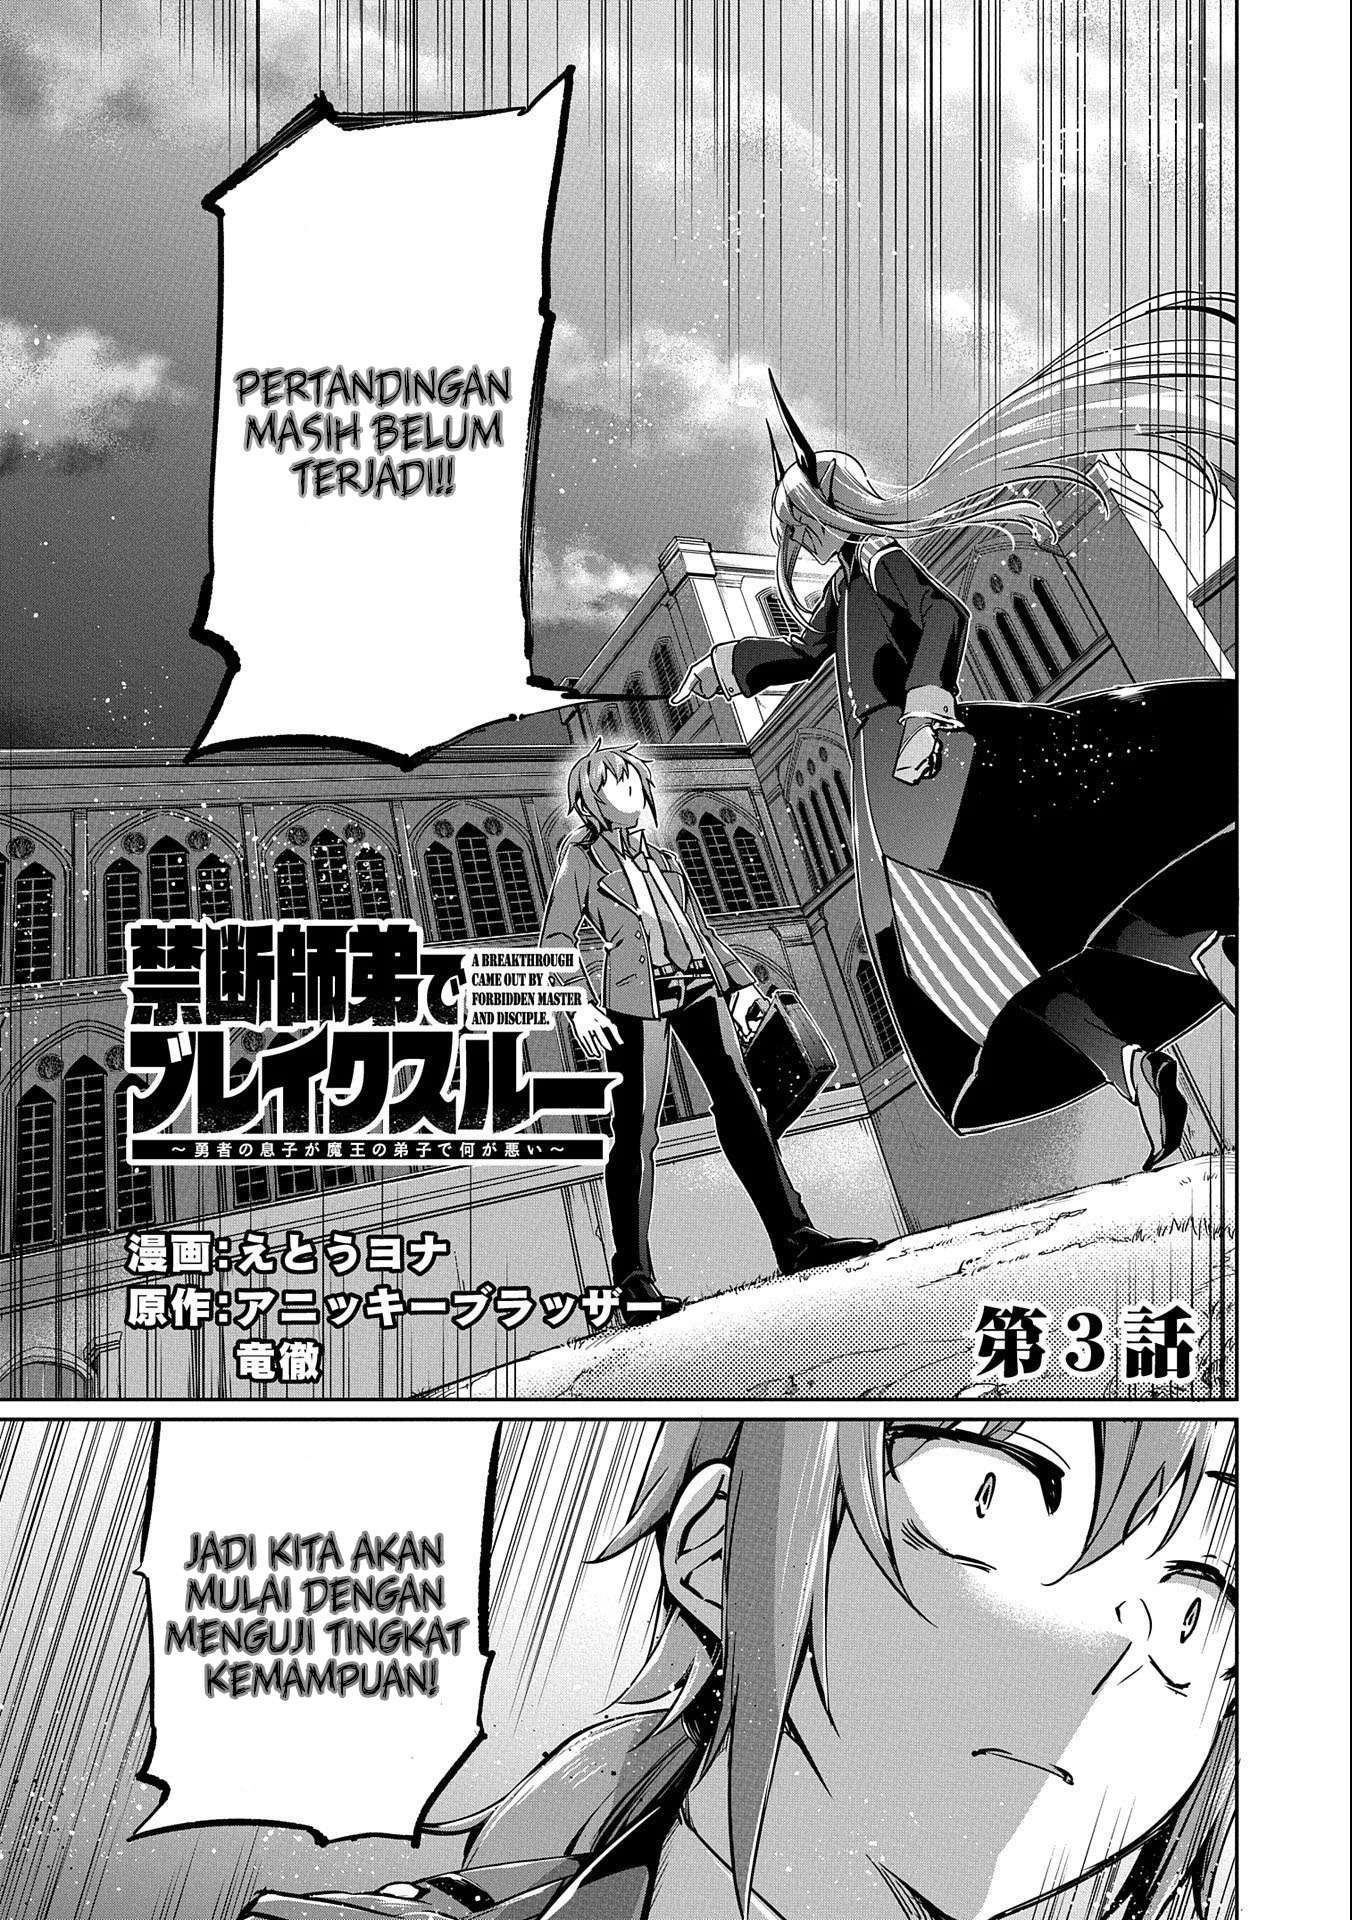 PERTANDINGAN
MASIH BELUM
TERJADI!!
禁断師弟で
ブレイクスルー
A BREAKTHROUGH
CAME OUT BY
FORBIDDEN MASTER
AND DISCIPLE.
～勇者の息子が魔王の弟子で何が悪い～
漫画:えとうヨナ
原作:アニッキーブラッザー
竜徹
第3話
JADI KITA AKAN
MULAI DENGAN
MENGUJI TINGKAT
KEMAMPUAN!